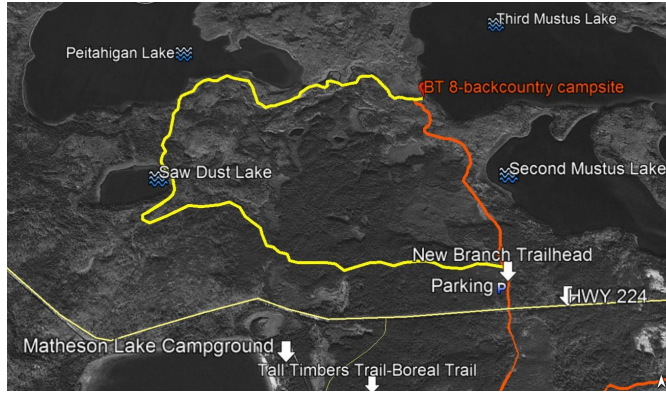 Third Mustus Lake
Peitahigan Lake
BT 8-backcountry campsite
Saw Dust Lake
Second Mustus Lake
New Branch Trailhead
Parking P
HWY 224
Matheson Lake Campground
Tall Timbers Trail-Boreal Trail